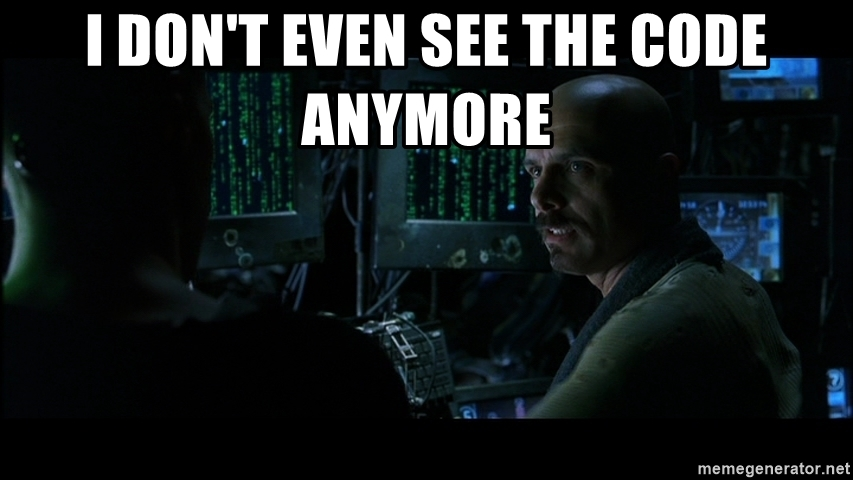 I DON'T EVEN SEE THE CODE
ANYMORE
memegenerator.net